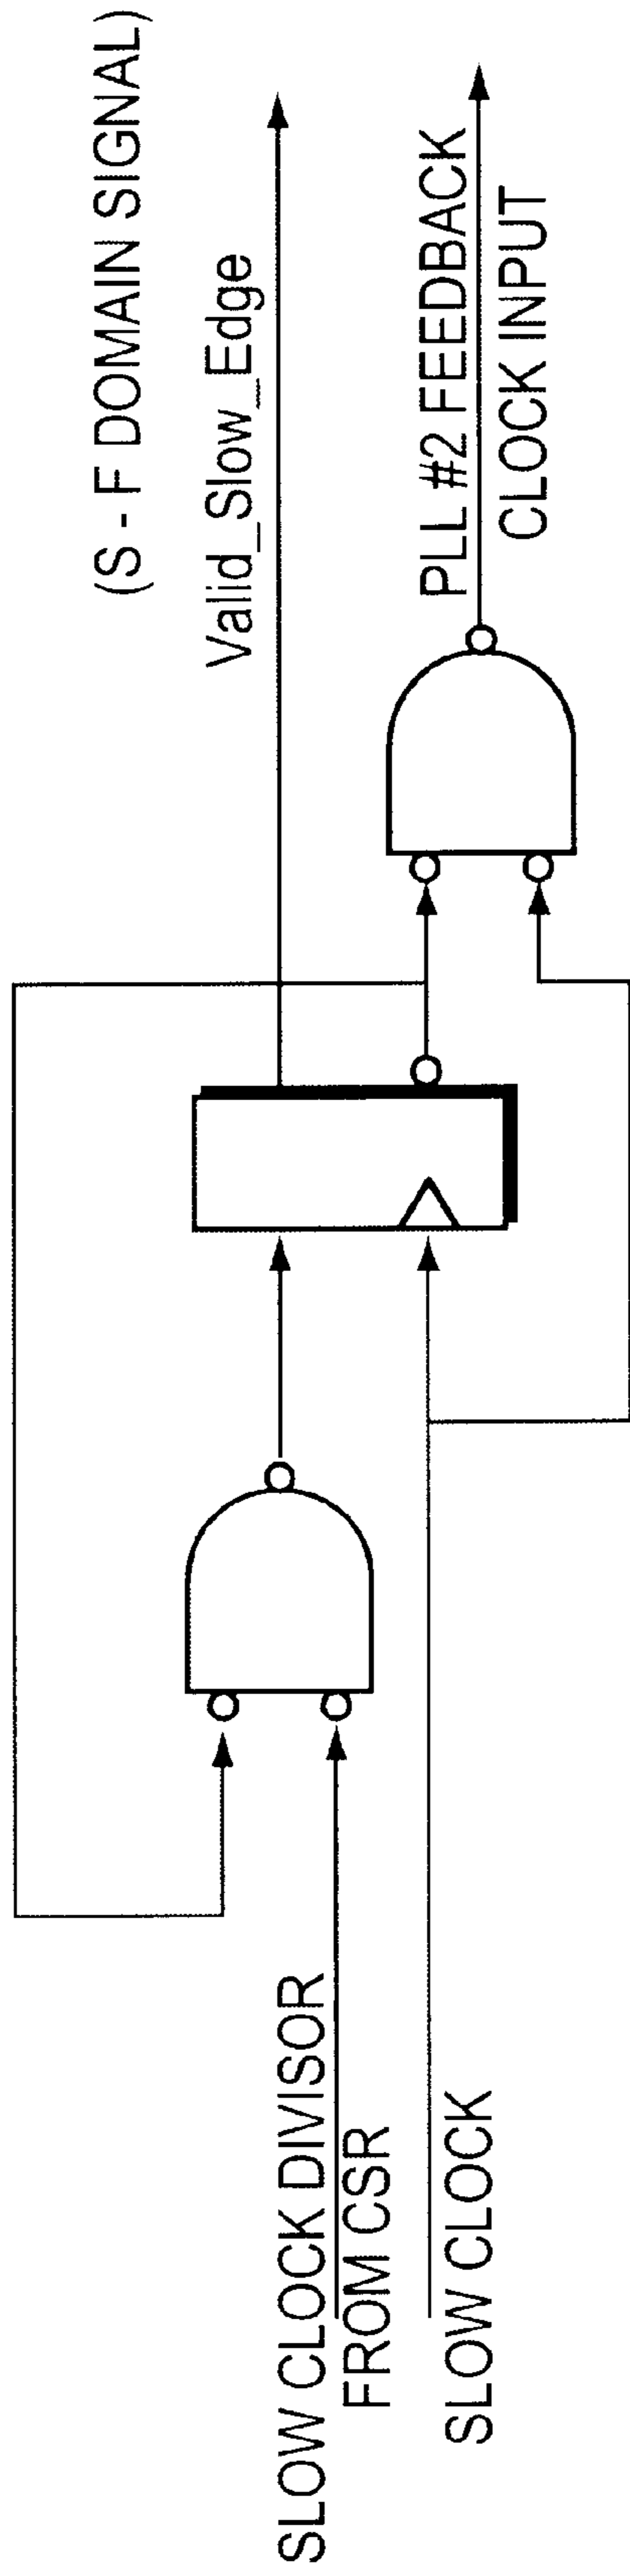 (S - F DOMAIN SIGNAL)
Valid_Slow_Edge
PLL #2 FEEDBACK
CLOCK INPUT
SLOW CLOCK DIVISOR
FROM CSR
SLOW CLOCK